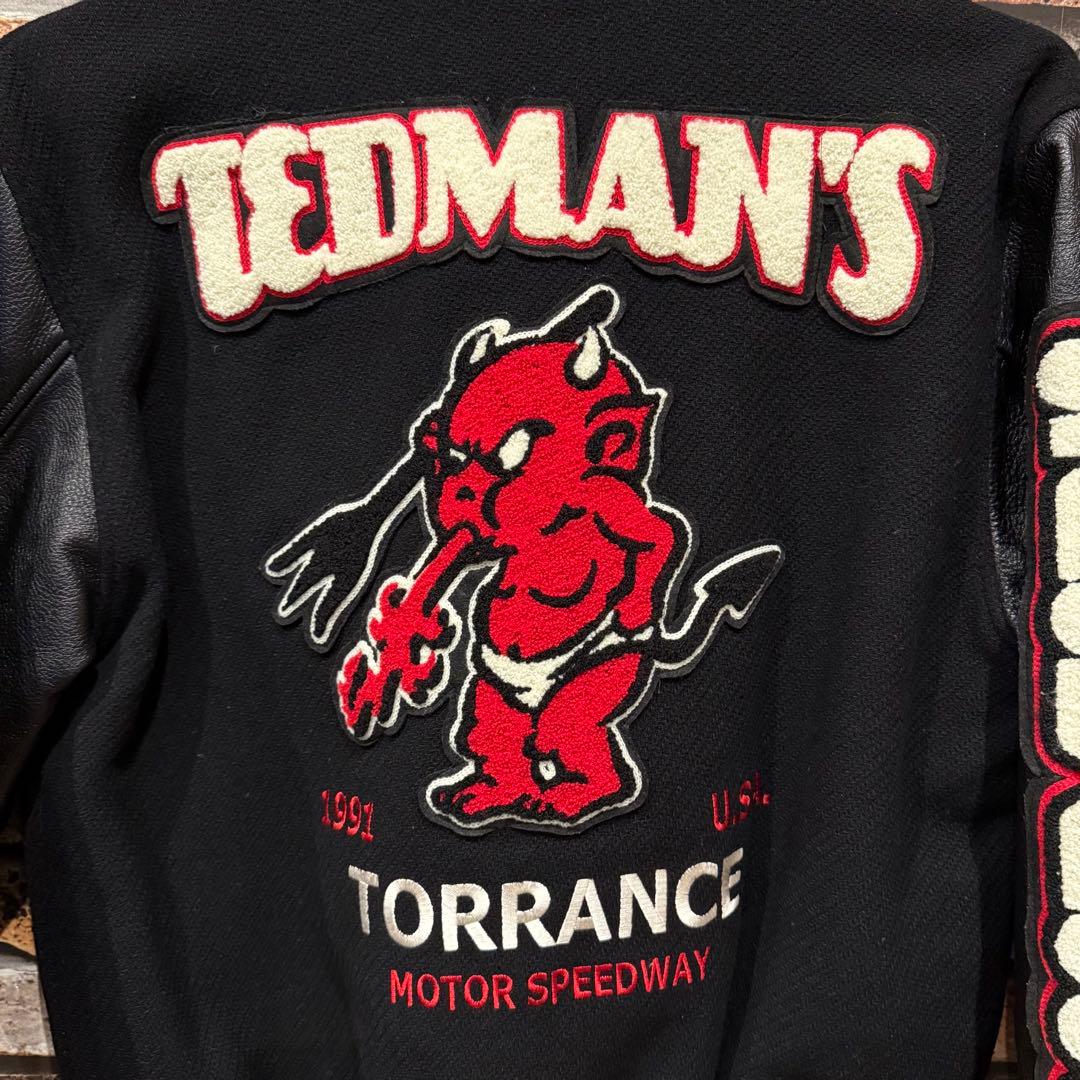 TEDMAN'S
1991 U.S.A.
TORRANCE
MOTOR SPEEDWAY